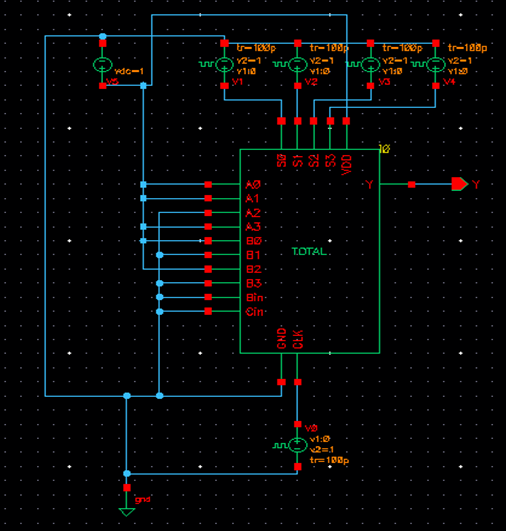 tr=100p tr=100p tr=100p tr=100p
vdc=1 v2=1 v2=1 v2=1 v2=1
v1:0 v1:0 v1:0 v1:0
V5 V1 V2 V3 V4
S0 S1 S2 S3 VDD
A0 Y Y
A1
A2
A3
B0
TOTAL
B1
B2
B3
Bin
Cin
GND CLK
V0
v1:0
v2=1
tr=100p
gnd